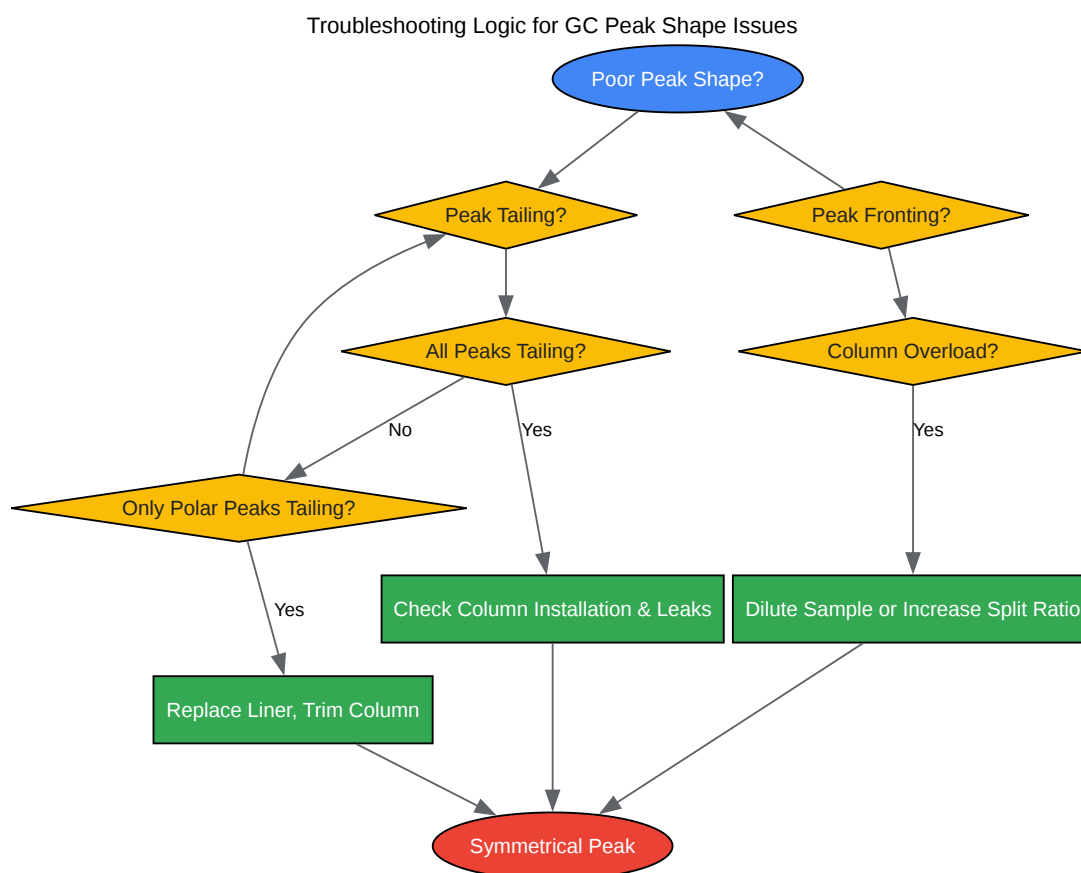 Troubleshooting Logic for GC Peak Shape Issues
Poor Peak Shape?
Peak Tailing?
Peak Fronting?
All Peaks Tailing?
Column Overload?
No
Yes
Yes
Only Polar Peaks Tailing?
Check Column Installation & Leaks
Dilute Sample or Increase Split Ratio
Yes
Replace Liner, Trim Column
Symmetrical Peak